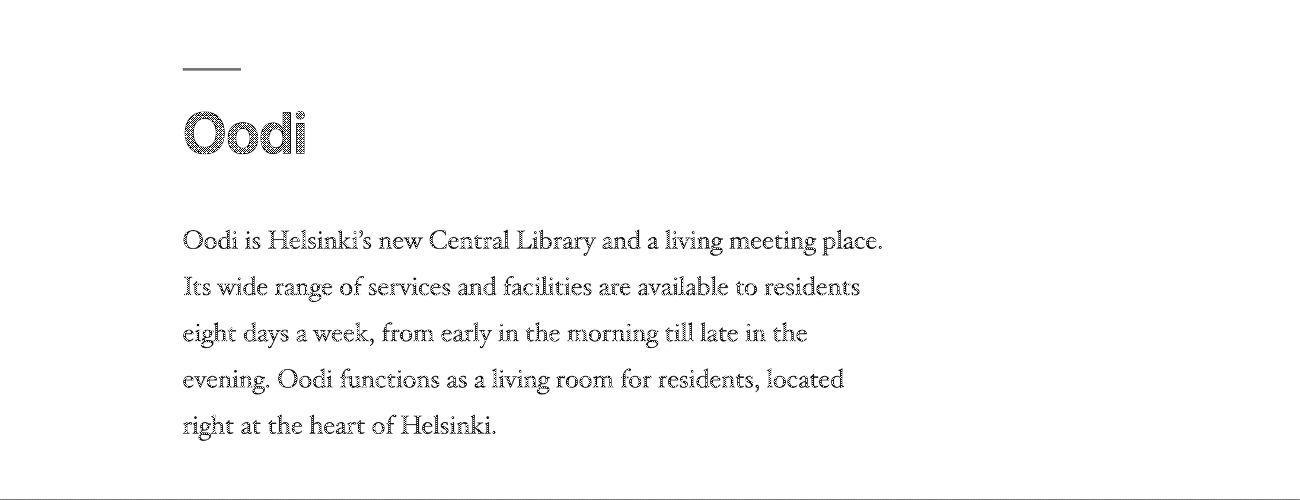 Oodi
Oodi is Helsinki’s new Central Library and a living meeting place.
Its wide range of services and facilities are available to residents
eight days a week, from early in the morning till late in the
evening. Oodi functions as a living room for residents, located
right at the heart of Helsinki.